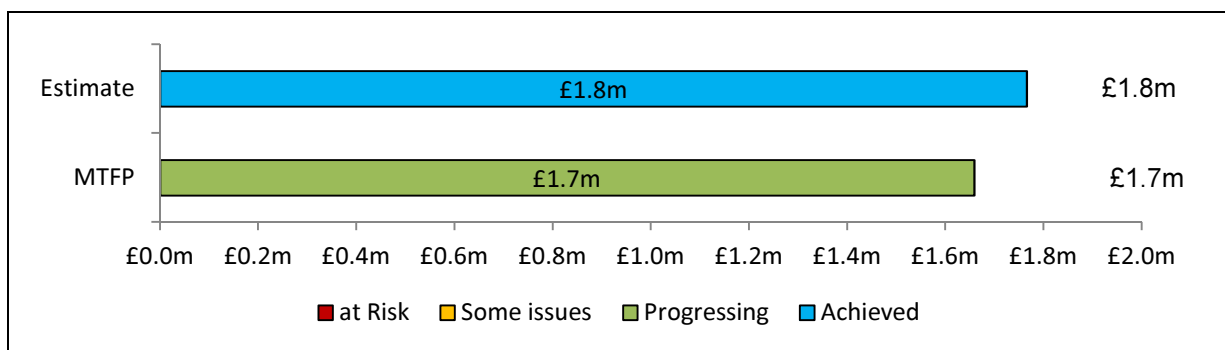 Estimate £1.8m £1.8m
MTFP £1.7m £1.7m
£0.0m £0.2m £0.4m £0.6m £0.8m £1.0m £1.2m £1.4m £1.6m £1.8m £2.0m
at Risk Some issues Progressing Achieved